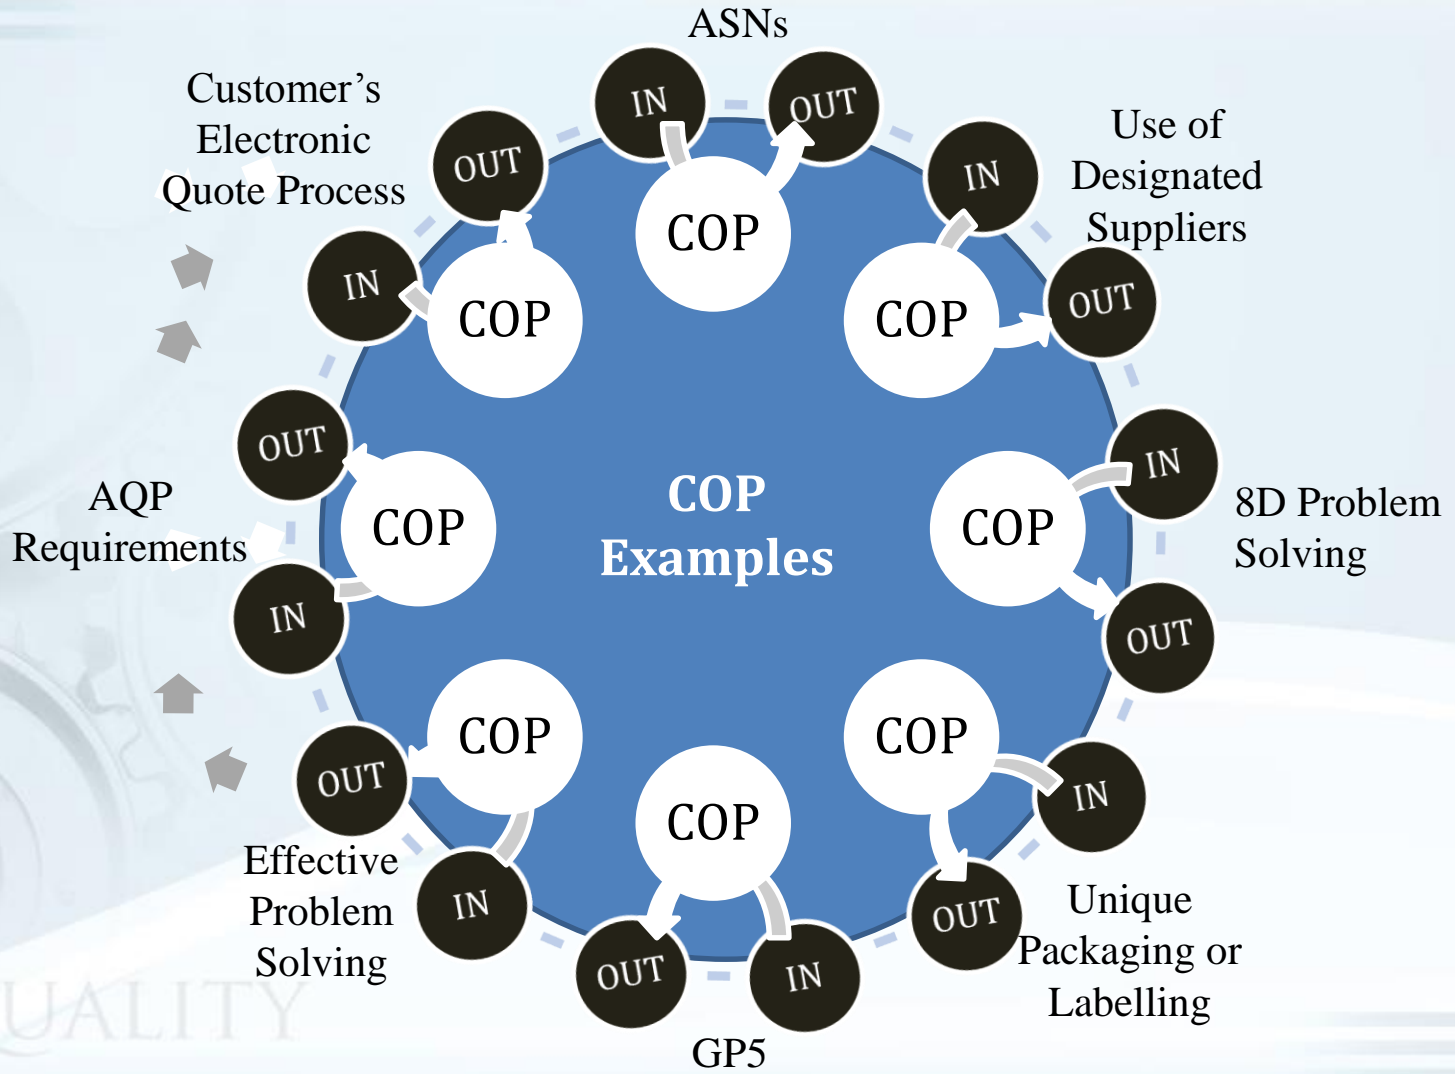 ASNs
IN
OUT
COP
Use of
Designated
Suppliers
IN
OUT
COP
8D Problem
Solving
IN
OUT
COP
Unique
Packaging or
Labelling
IN
OUT
COP
GP5
IN
OUT
COP
Effective
Problem
Solving
IN
OUT
COP
AQP
Requirements
IN
OUT
COP
Customer’s
Electronic
Quote Process
IN
OUT
COP
COP
Examples
UALITY